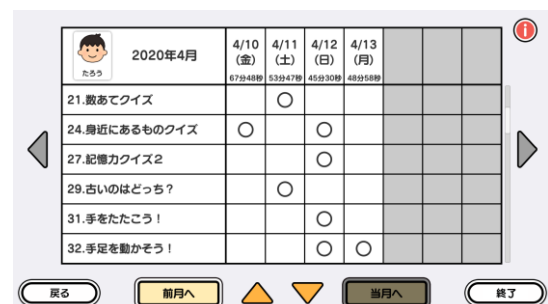 たろう
2020年4月
4/10 4/11 4/12 4/13
(金) (土) (日) (月)
67分48秒 53分47秒 45分30秒 48分58秒
21.数あてクイズ ○
24.身近にあるものクイズ ○ ○
27.記憶力クイズ2 ○
29.古いのはどっち？ ○
31.手をたたこう！ ○
32.手足を動かそう！ ○ ○
戻る 前月へ 当月へ 終了